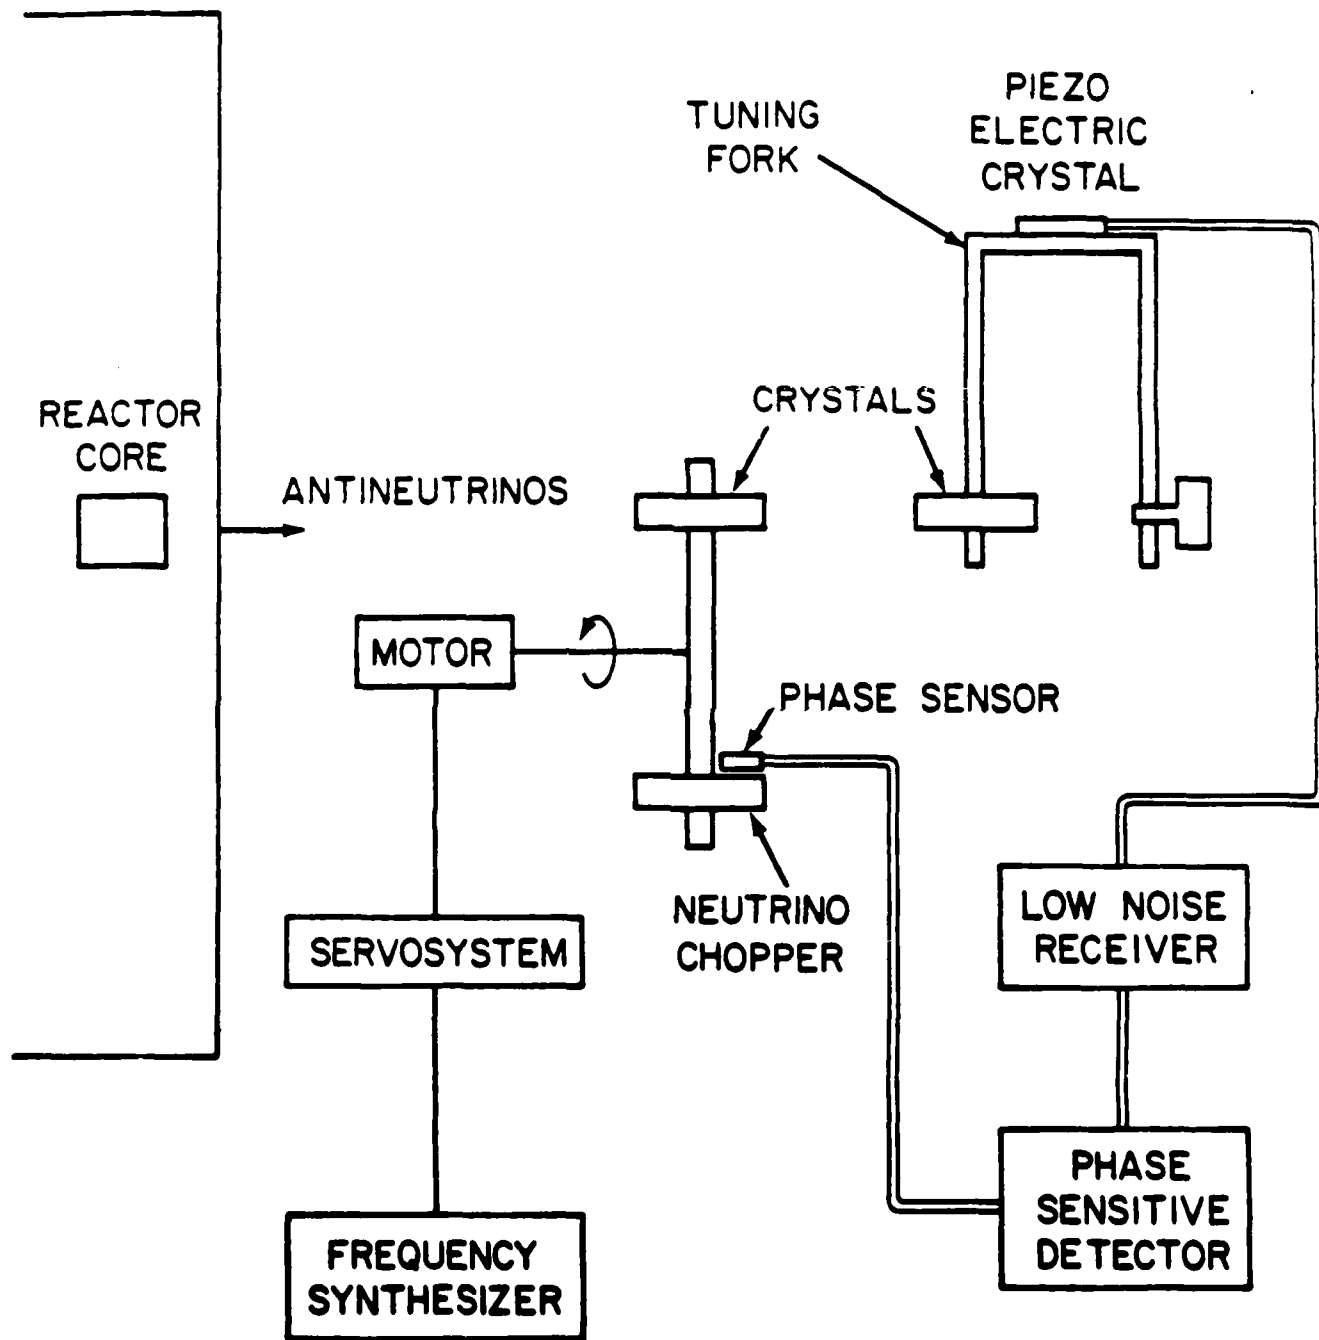 PIEZO
ELECTRIC
CRYSTAL
TUNING
FORK
CRYSTALS
REACTOR
CORE
ANTINEUTRINOS
MOTOR
PHASE SENSOR
NEUTRINO
CHOPPER
LOW NOISE
RECEIVER
SERVOSYSTEM
PHASE
SENSITIVE
DETECTOR
FREQUENCY
SYNTHESIZER